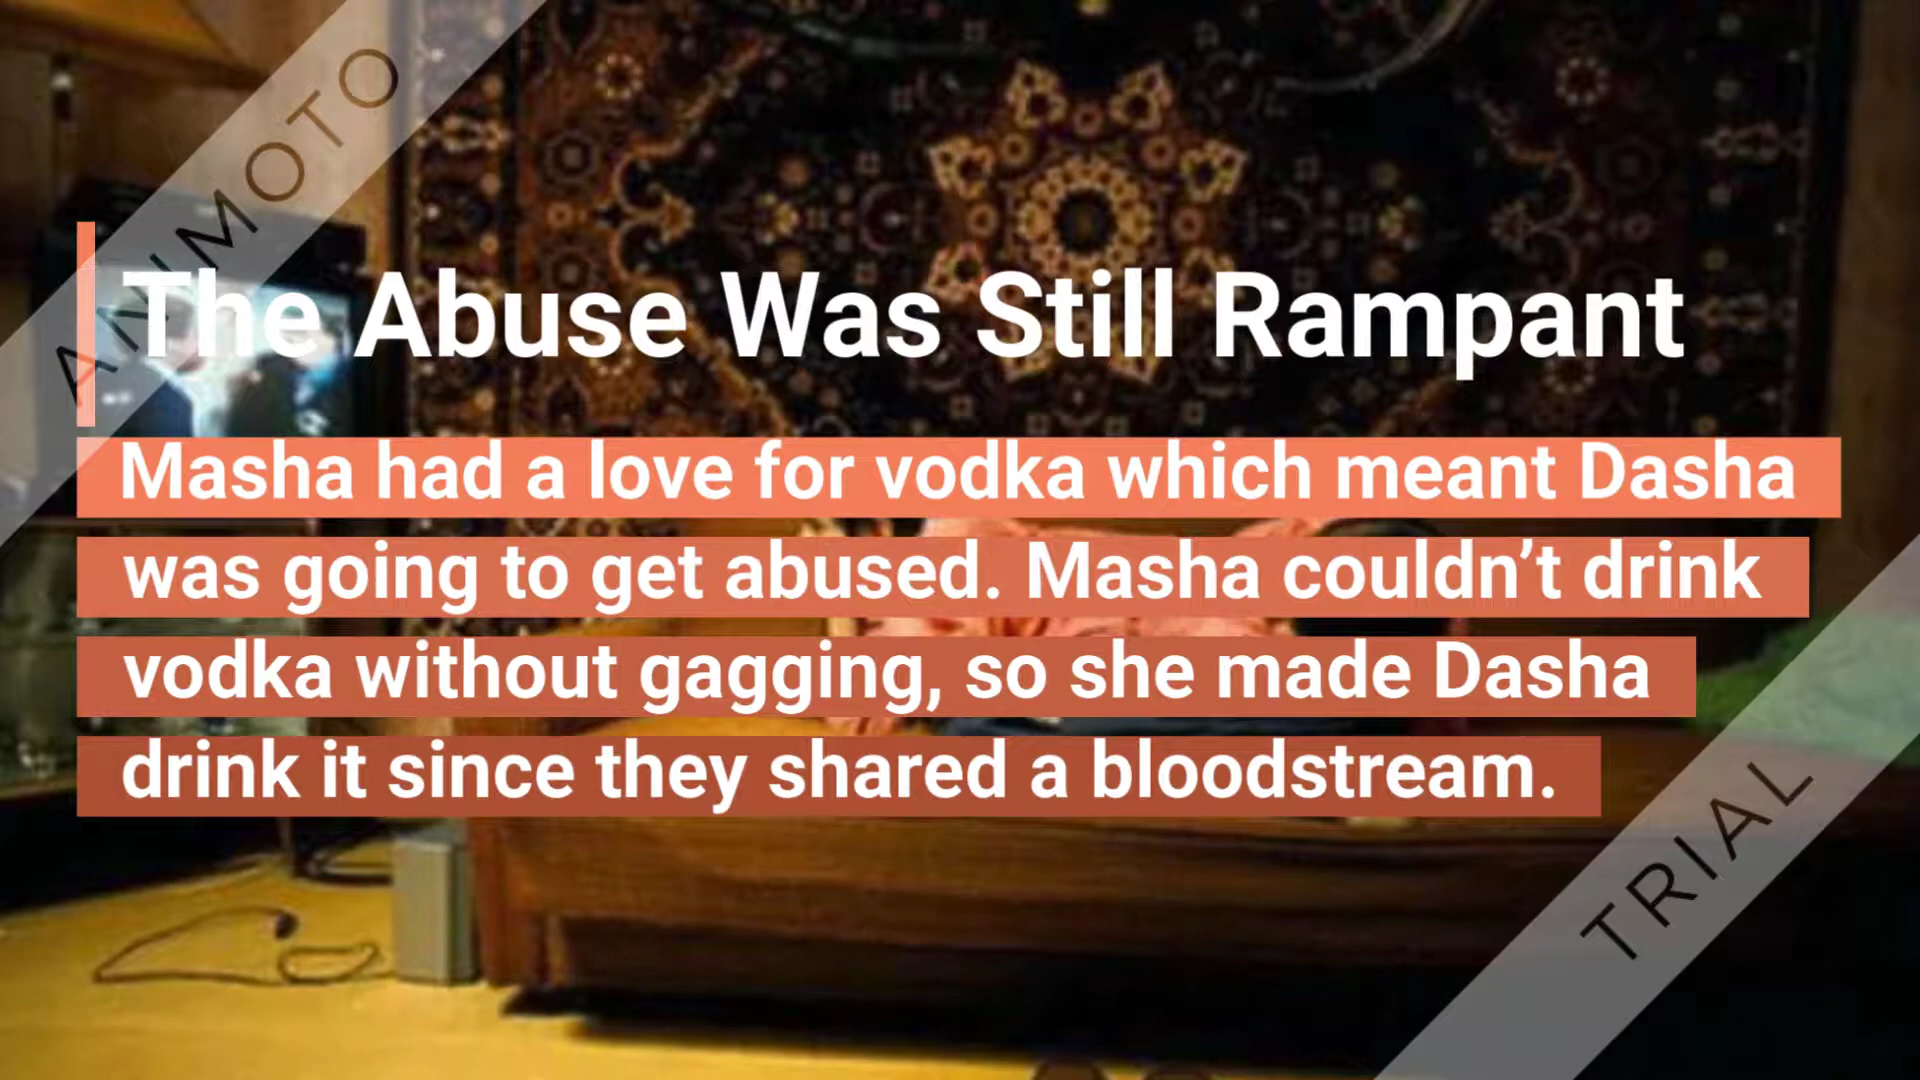 ANIMOTO
The Abuse Was Still Rampant
Masha had a love for vodka which meant Dasha
was going to get abused. Masha couldn’t drink
vodka without gagging, so she made Dasha
drink it since they shared a bloodstream.
TRIAL